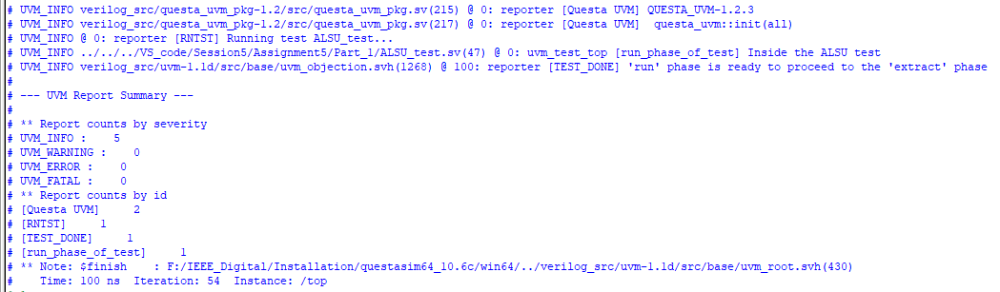 # UVM_INFO verilog_src/questa_uvm_pkg-1.2/src/questa_uvm_pkg.sv(215) @ 0: reporter [Questa UVM] QUESTA_UVM-1.2.3
# UVM_INFO verilog_src/questa_uvm_pkg-1.2/src/questa_uvm_pkg.sv(217) @ 0: reporter [Questa UVM]  questa_uvm::init(all)
# UVM_INFO @ 0: reporter [RNTST] Running test ALSU_test...
# UVM_INFO ../../../VS_code/Session5/Assignment5/Part_1/ALSU_test.sv(47) @ 0: uvm_test_top [run_phase_of_test] Inside the ALSU test
# UVM_INFO verilog_src/uvm-1.1d/src/base/uvm_objection.svh(1268) @ 100: reporter [TEST_DONE] 'run' phase is ready to proceed to the 'extract' phase
#
# --- UVM Report Summary ---
#
# ** Report counts by severity
# UVM_INFO :    5
# UVM_WARNING :    0
# UVM_ERROR :    0
# UVM_FATAL :    0
# ** Report counts by id
# [Questa UVM]     2
# [RNTST]     1
# [TEST_DONE]     1
# [run_phase_of_test]     1
# ** Note: $finish    : F:/IEEE_Digital/Installation/questasim64_10.6c/win64/../verilog_src/uvm-1.1d/src/base/uvm_root.svh(430)
#    Time: 100 ns  Iteration: 54  Instance: /top